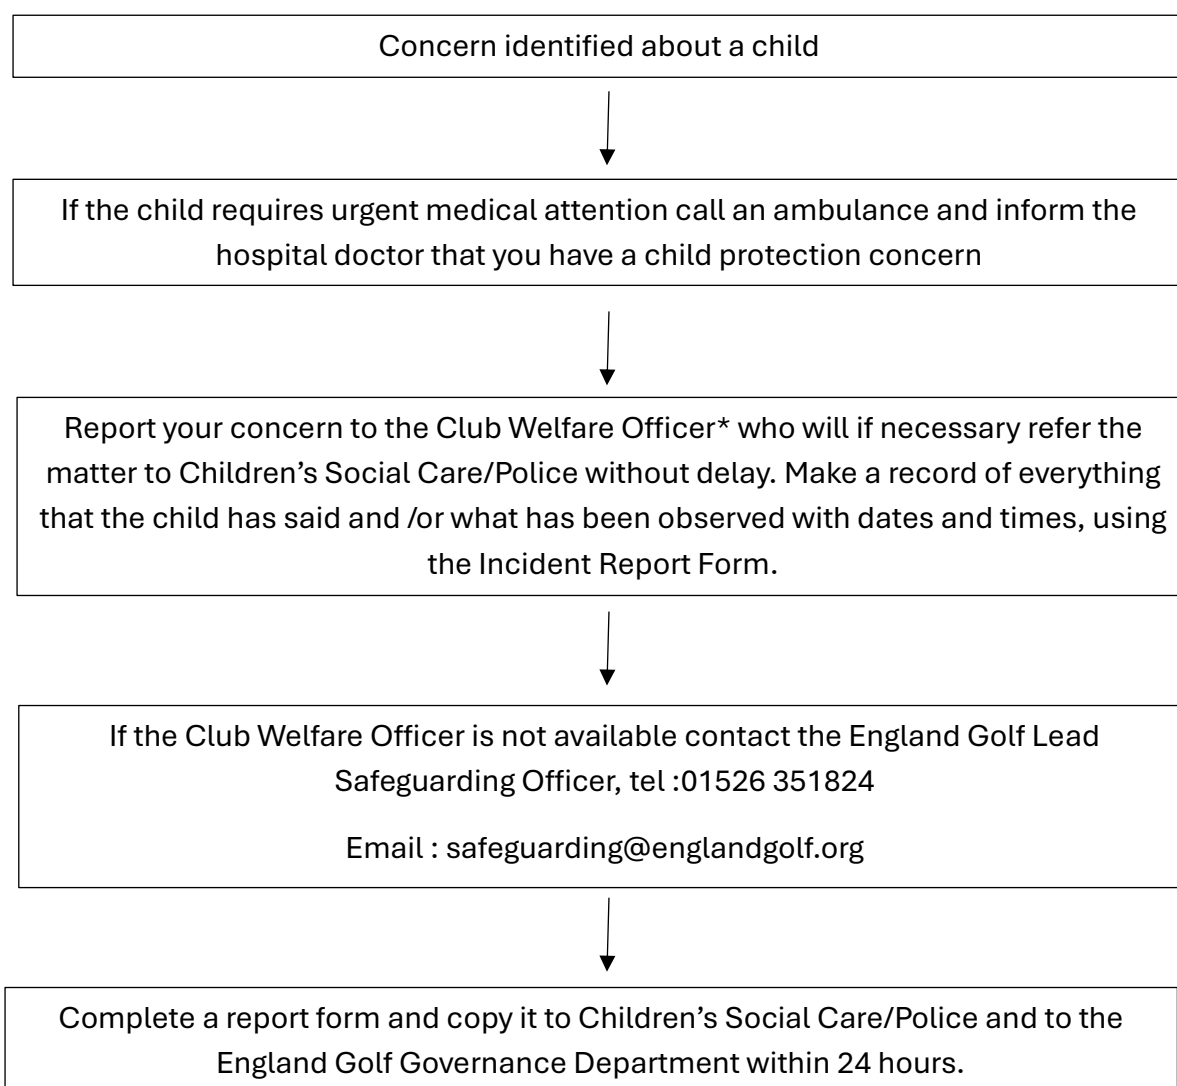 Concern identified about a child
If the child requires urgent medical attention call an ambulance and inform the
hospital doctor that you have a child protection concern
Report your concern to the Club Welfare Officer* who will if necessary refer the
matter to Children’s Social Care/Police without delay. Make a record of everything
that the child has said and /or what has been observed with dates and times, using
the Incident Report Form.
If the Club Welfare Officer is not available contact the England Golf Lead
Safeguarding Officer, tel :01526 351824
Email : safeguarding@englandgolf.org
Complete a report form and copy it to Children’s Social Care/Police and to the
England Golf Governance Department within 24 hours.